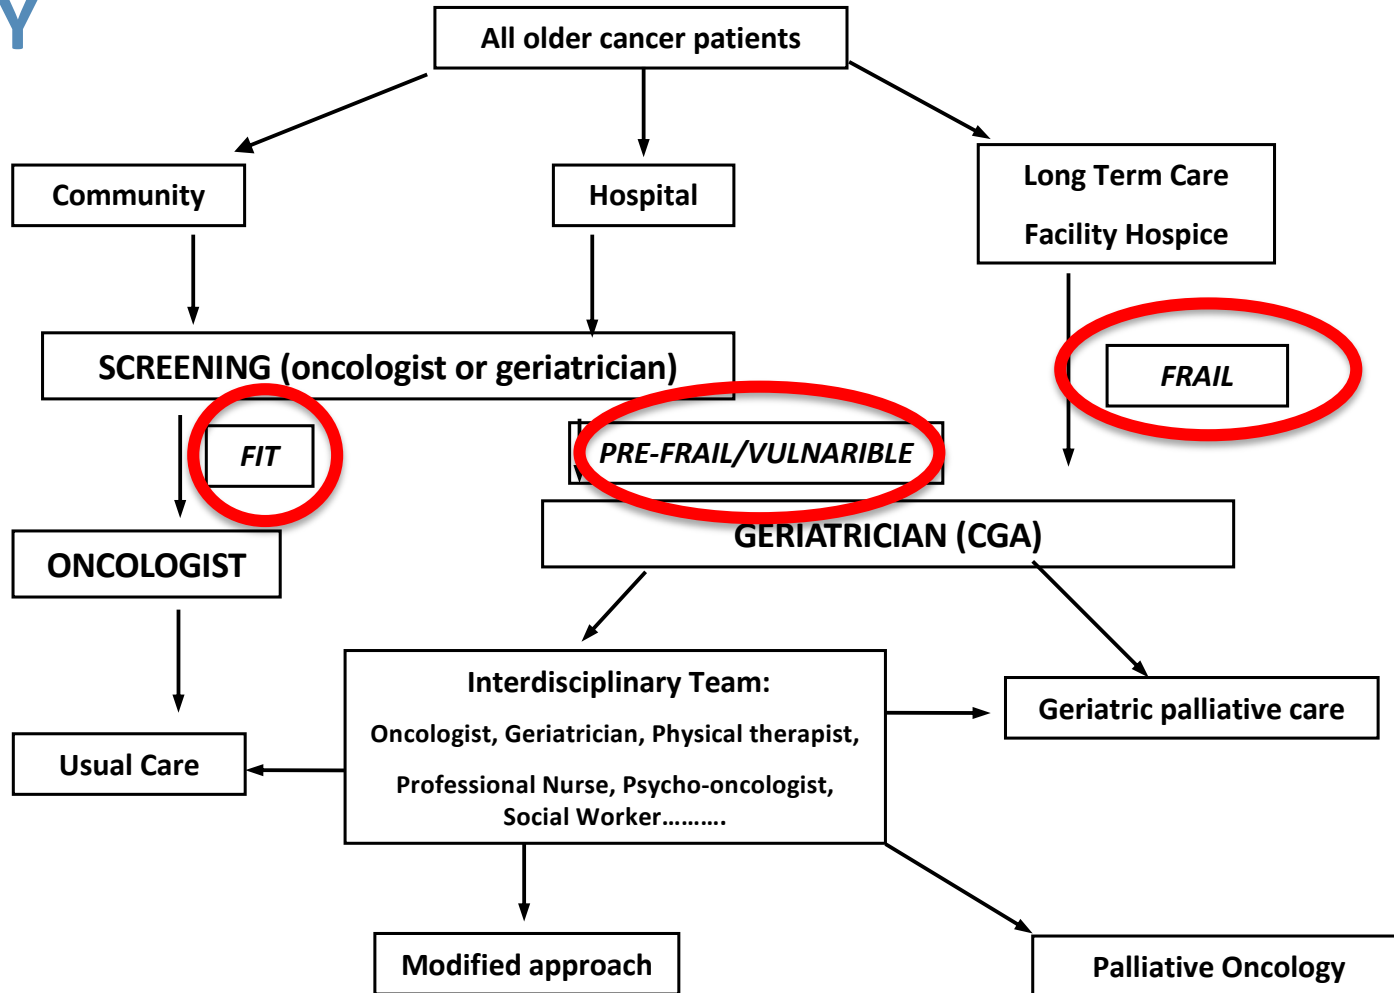 Y
All older cancer patients
Community
Hospital
Long Term Care
Facility Hospice
SCREENING (oncologist or geriatrician)
FRAIL
FIT
PRE-FRAIL/VULNARIBLE
ONCOLOGIST
GERIATRICIAN (CGA)
Interdisciplinary Team:
Oncologist, Geriatrician, Physical therapist,
Professional Nurse, Psycho-oncologist,
Social Worker……….
Geriatric palliative care
Usual Care
Modified approach
Palliative Oncology